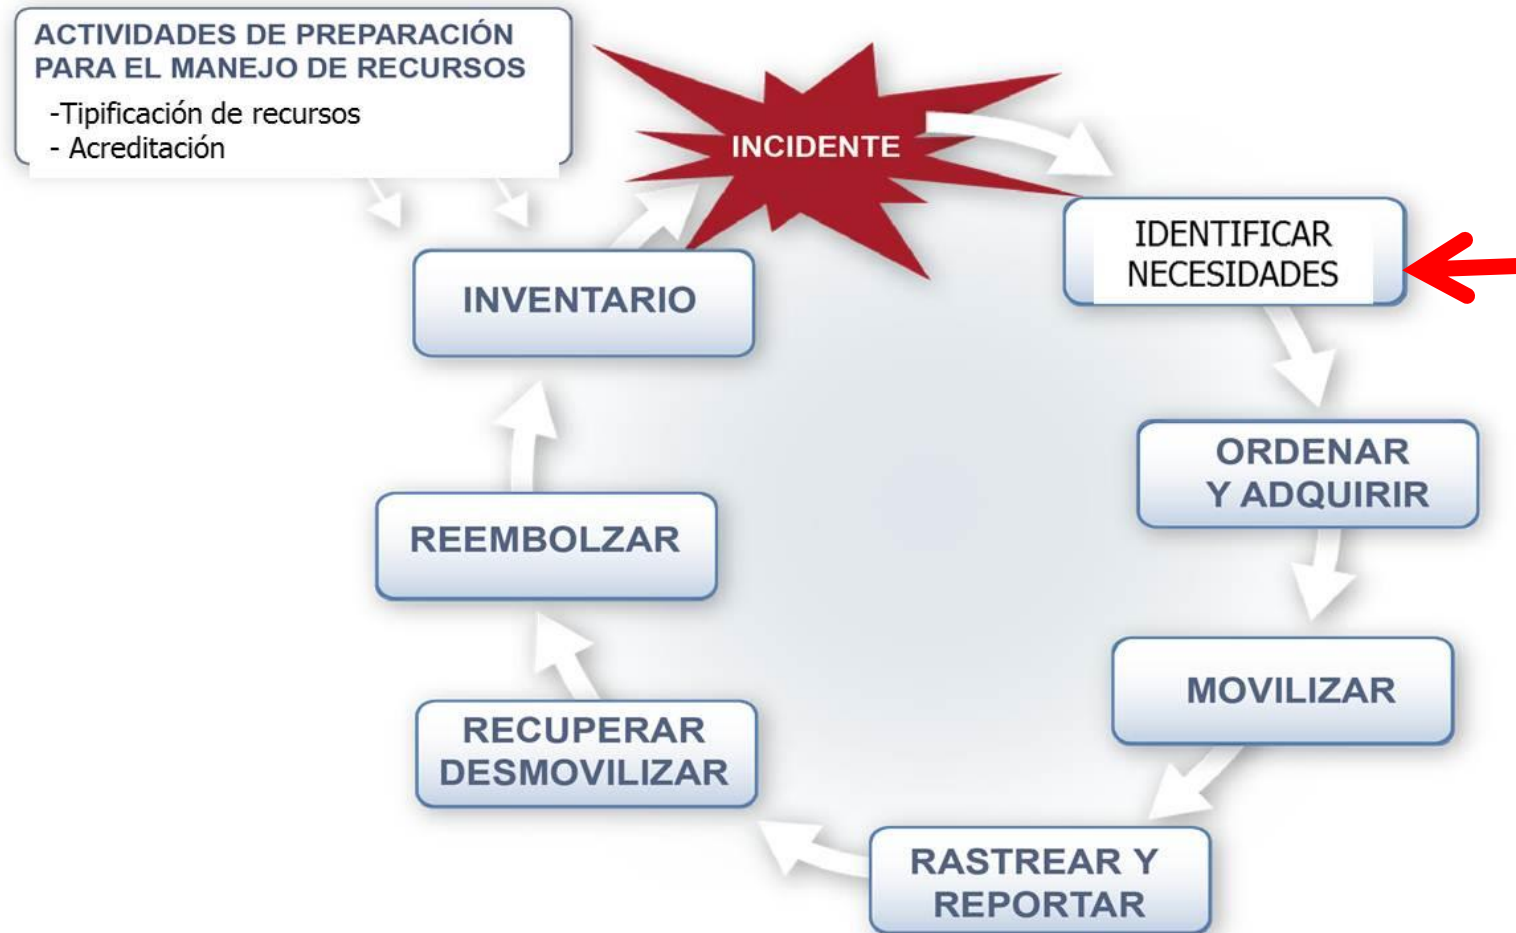 ACTIVIDADES DE PREPARACIÓN
PARA EL MANEJO DE RECURSOS
-Tipificación de recursos
- Acreditación
INCIDENTE
IDENTIFICAR
NECESIDADES
ORDENAR
Y ADQUIRIR
MOVILIZAR
RASTREAR Y
REPORTAR
RECUPERAR
DESMOVILIZAR
REEMBOLZAR
INVENTARIO